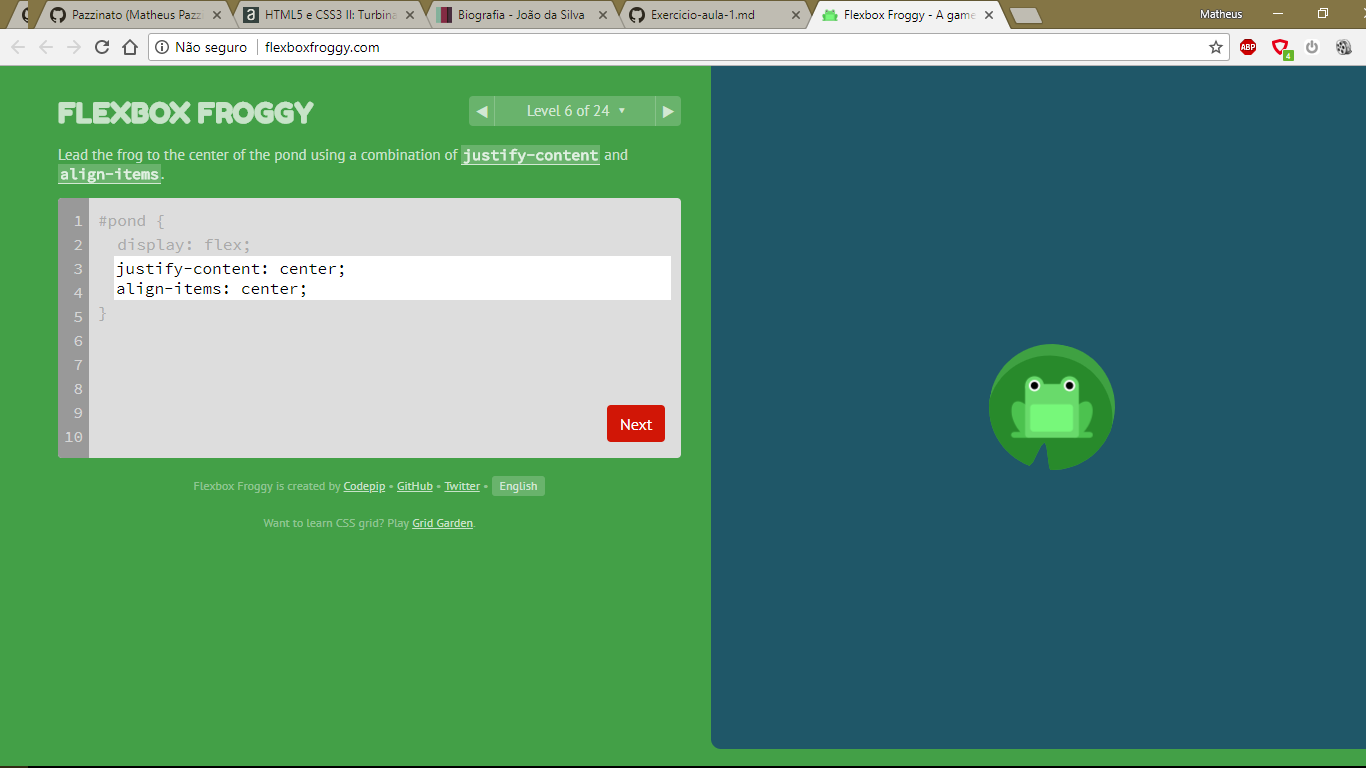 Pazzinato (Matheus Pazz
HTML5 e CSS3 II: Turbina
Biografia - João da Silva
Exercicio-aula-1.md
Flexbox Froggy - A game
Matheus
Não seguro
flexboxfroggy.com
ABP
4
FLEXBOX FROGGY
Level 6 of 24
Lead the frog to the center of the pond using a combination of justify-content and
align-items.
1 #pond {
2 display: flex;
3 justify-content: center;
4 align-items: center;
5 }
6
7
8
9
10
Next
Flexbox Froggy is created by Codepip • GitHub • Twitter • English
Want to learn CSS grid? Play Grid Garden.